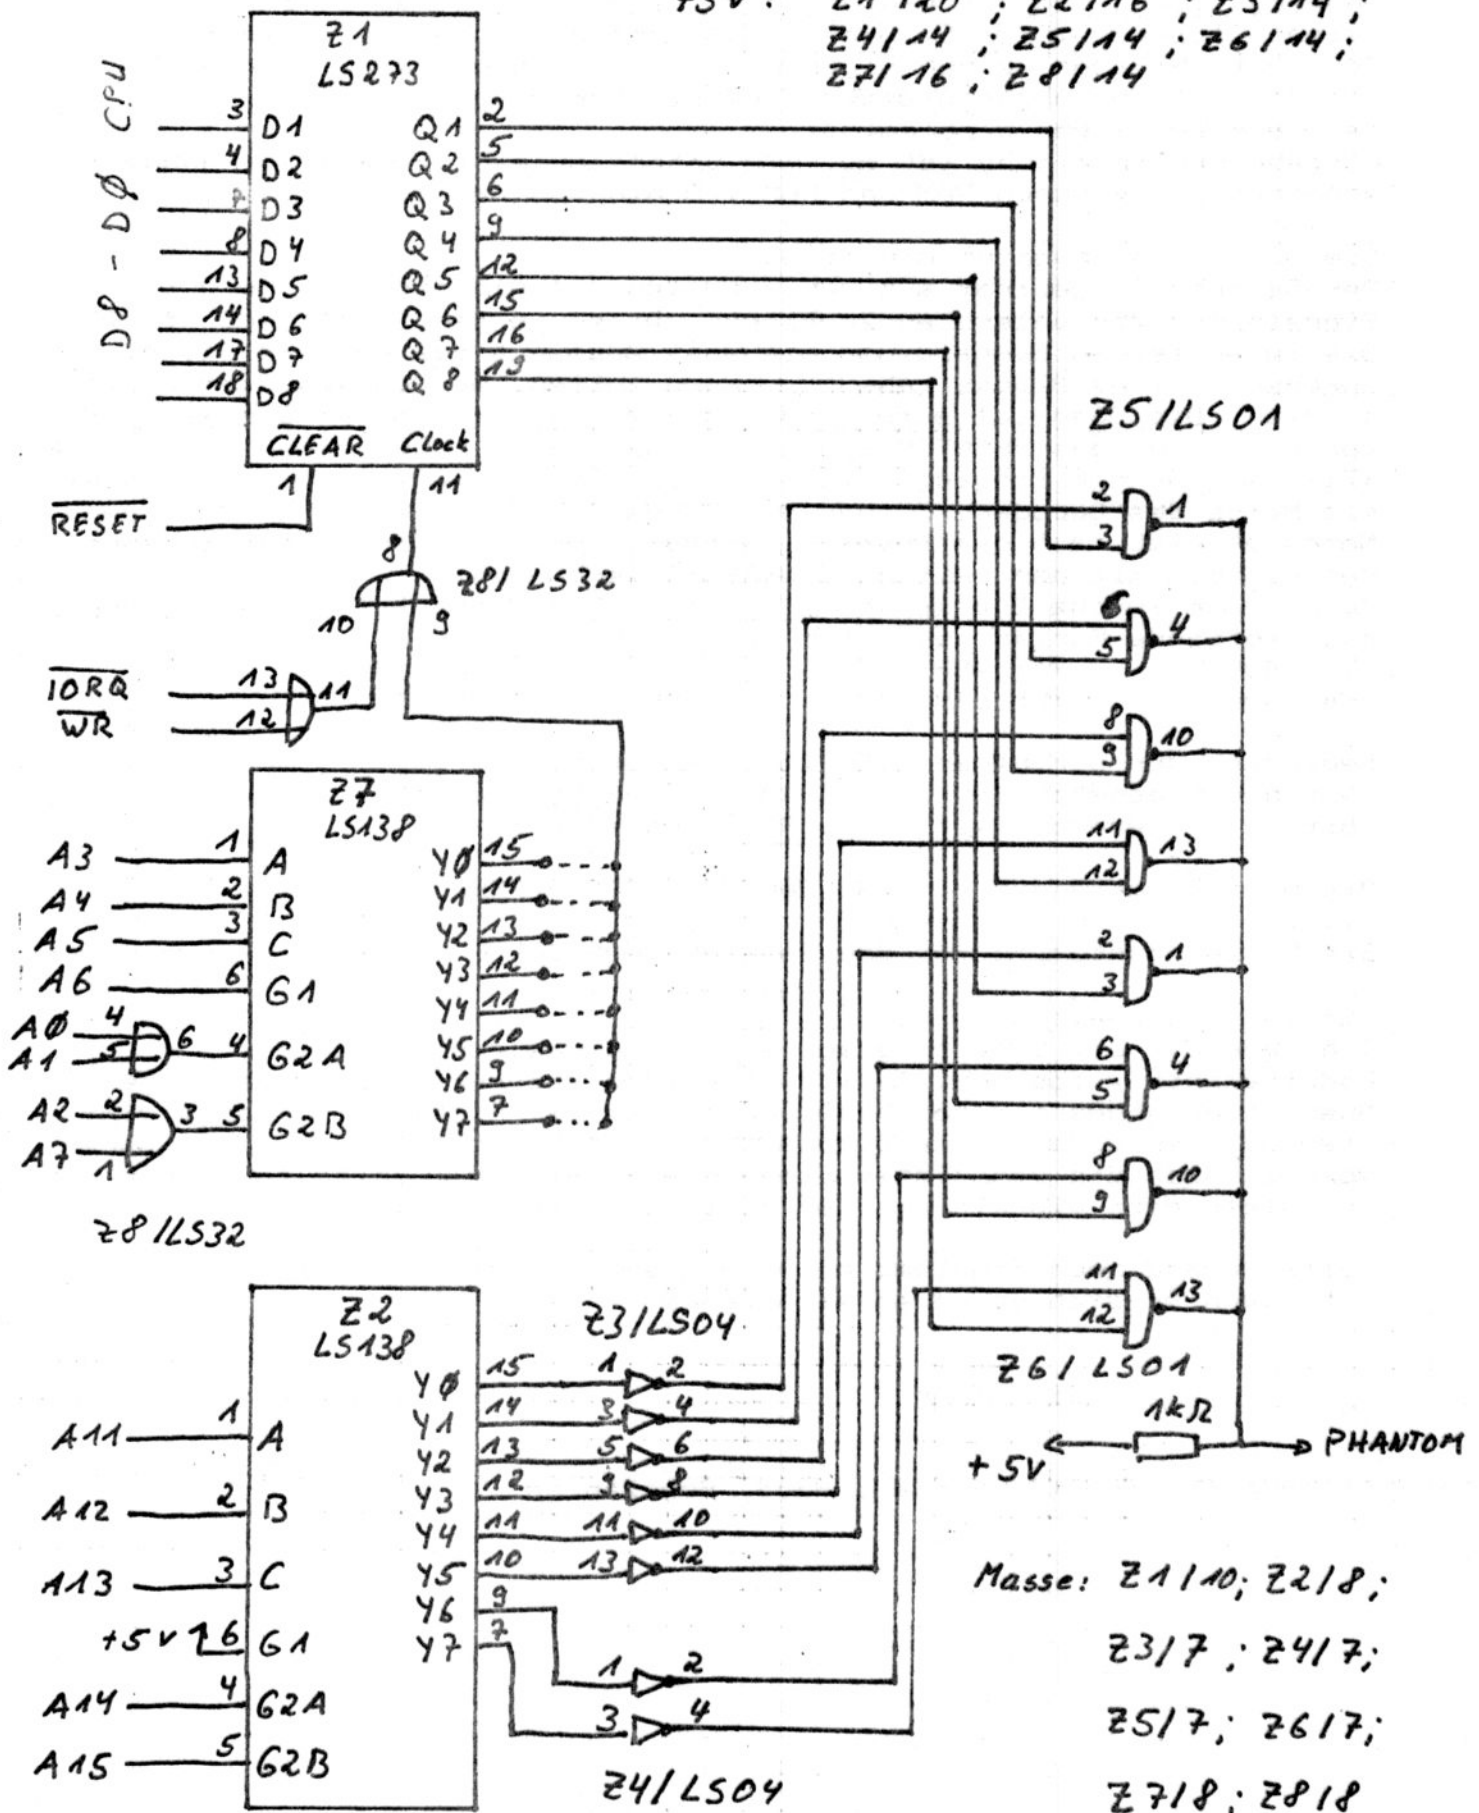 +5V: Z1/20 ; Z2/16 ; Z3/14 ;
Z4/14 ; Z5/14 ; Z6/14 ;
Z7/16 ; Z8/14
Z1
LS273
D8 - DØ CPU
3 D1 Q1 2
4 D2 Q2 5
7 D3 Q3 6
8 D4 Q4 9
13 D5 Q5 12
14 D6 Q6 15
17 D7 Q7 16
18 D8 Q8 19
CLEAR Clock
1 11
RESET
8
Z8/ LS32
10 9
IORQ 13 11
WR 12
Z7
LS138
A3 1 A YØ 15
A4 2 B Y1 14
A5 3 C Y2 13
A6 6 G1 Y3 12
Y4 11
AØ 4 6 4 G2A Y5 10
A1 5
Y6 9
A2 2 3 5 G2B Y7 7
A7 1
Z8/LS32
Z2
LS138
YØ 15
A11 1 A Y1 14
Y2 13
A12 2 B Y3 12
Y4 11
A13 3 C Y5 10
Y6 9
+5V 6 G1 Y7 7
A14 4 G2A
A15 5 G2B
Z3/LS04
1 2
3 4
5 6
9 8
11 10
13 12
1 2
3 4
Z4/LS04
Z5/LS01
2 1
3
6 4
5
8 10
9
11 13
12
2 1
3
6 4
5
8 10
9
11 13
12
Z6/LS01
1kΩ
+5V PHANTOM
Masse: Z1/10; Z2/8;
Z3/7 ; Z4/7;
Z5/7; Z6/7;
Z7/8; Z8/8